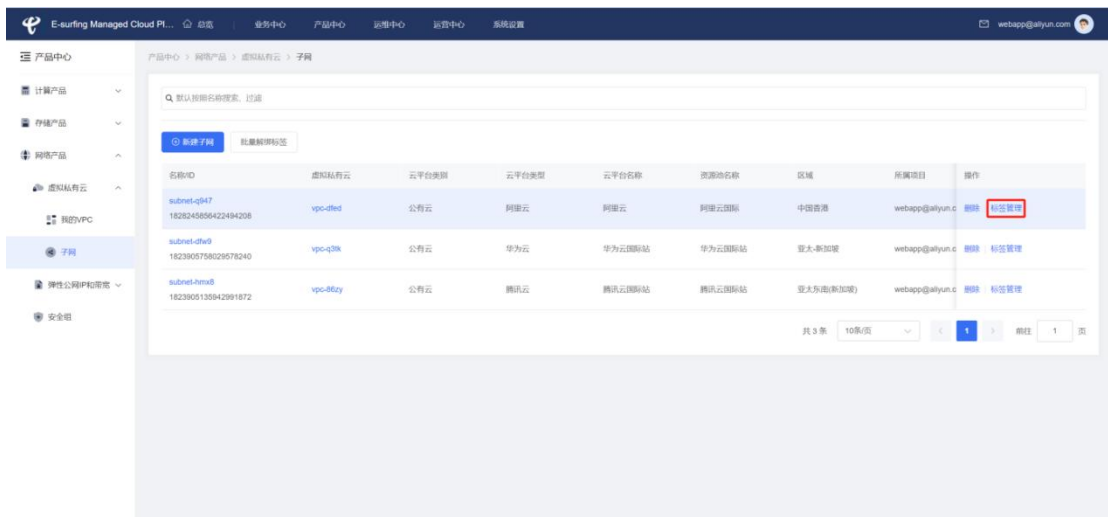 E-surfing Managed Cloud Pl... 总览 业务中心 产品中心 运维中心 运营中心 系统设置 webapp@aliyun.com
产品中心
产品中心 > 网络产品 > 虚拟私有云 > 子网
计算产品
默认按照名称搜索、过滤
存储产品
新建子网 批量解绑标签
网络产品
名称/ID 虚拟私有云 云平台类别 云平台类型 云平台名称 资源池名称 区域 所属项目 操作
虚拟私有云
subnet-q947
1828245856422494208 vpc-dfed 公有云 阿里云 阿里云 阿里云国际 中国香港 webapp@aliyun.c 删除 标签管理
我的VPC
subnet-dfw9
1823905758029578240 vpc-q3tk 公有云 华为云 华为云国际站 华为云国际站 亚太-新加坡 webapp@aliyun.c 删除 标签管理
子网
subnet-hmx8
1823905135942991872 vpc-86zy 公有云 腾讯云 腾讯云国际站 腾讯云国际站 亚太东南(新加坡) webapp@aliyun.c 删除 标签管理
弹性公网IP和带宽
安全组
共 3 条 10条/页 < 1 > 前往 1 页